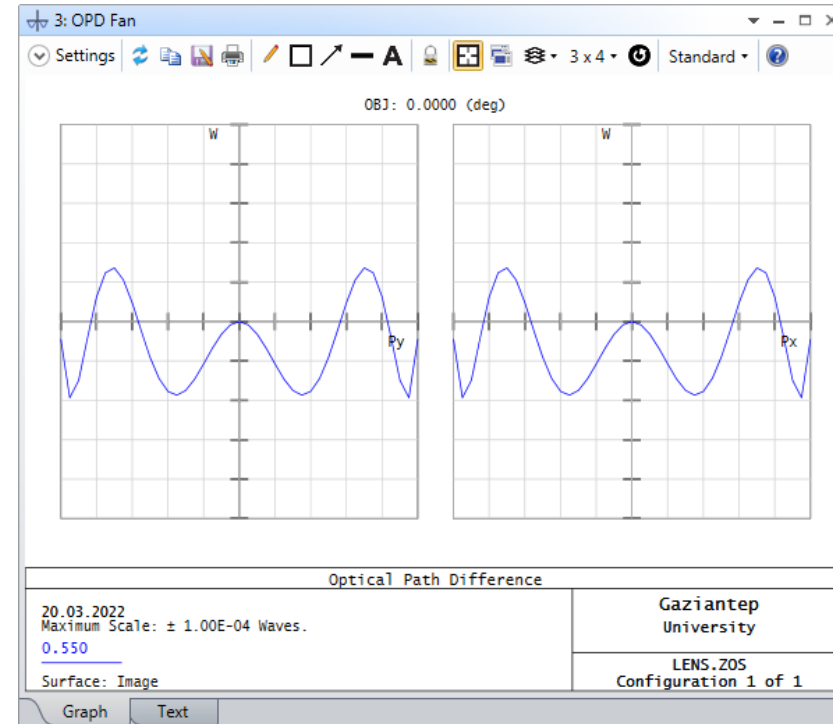 3: OPD Fan
Settings A 3 x 4 Standard ?
OBJ: 0.0000 (deg)
W W
Py Px
Optical Path Difference
20.03.2022
Maximum Scale: ± 1.00E-04 Waves.
0.550
Surface: Image
Gaziantep
University
LENS.ZOS
Configuration 1 of 1
Graph Text